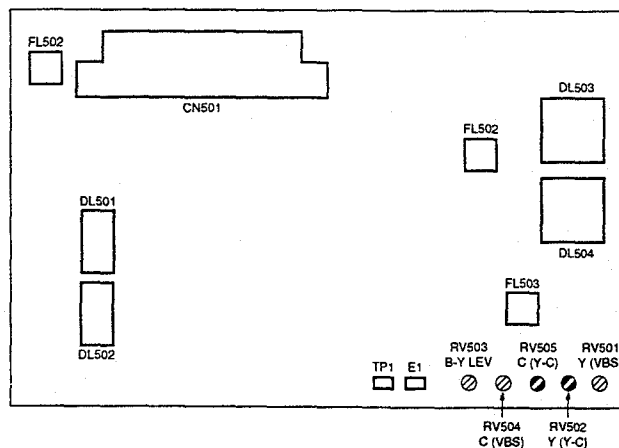 FL502
CN501
DL503
FL502
DL501
DL504
FL503
DL502
TP1 E1
RV503
B-Y LEV
RV505
C (Y-C)
RV501
Y (VBS
RV504
C (VBS)
RV502
Y (Y-C)